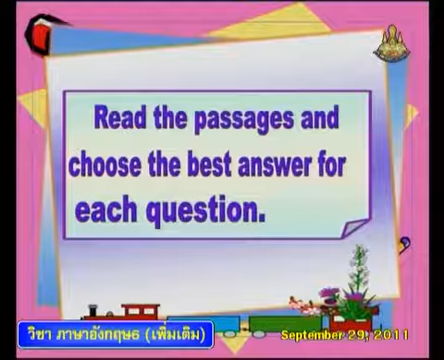 Read the passages and
choose the best answer for
each question.
วิชา ภาษาอังกฤษ6 (เพิ่มเติม)
September 29, 2011